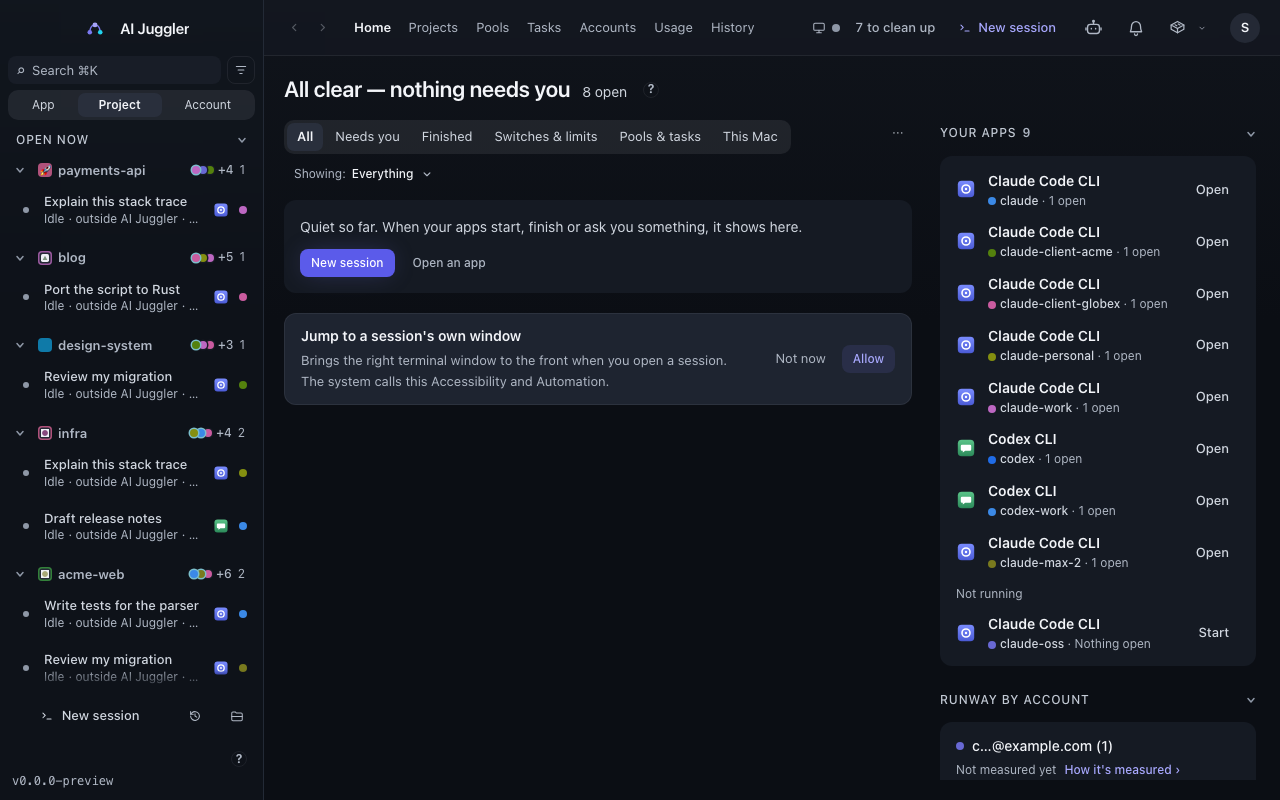 AI Juggler
Search ⌘K
App Project Account
OPEN NOW
payments-api +4 1
Explain this stack trace
Idle · outside AI Juggler · ...
blog +5 1
Port the script to Rust
Idle · outside AI Juggler · ...
design-system +3 1
Review my migration
Idle · outside AI Juggler · ...
infra +4 2
Explain this stack trace
Idle · outside AI Juggler · ...
Draft release notes
Idle · outside AI Juggler · ...
acme-web +6 2
Write tests for the parser
Idle · outside AI Juggler · ...
Review my migration
Idle · outside AI Juggler · ...
New session
?
v0.0.0-preview
Home Projects Pools Tasks Accounts Usage History
7 to clean up
New session
S
All clear — nothing needs you 8 open ?
All Needs you Finished Switches & limits Pools & tasks This Mac
...
Showing: Everything
Quiet so far. When your apps start, finish or ask you something, it shows here.
New session Open an app
Jump to a session's own window
Brings the right terminal window to the front when you open a session.
The system calls this Accessibility and Automation.
Not now Allow
YOUR APPS 9
Claude Code CLI
claude · 1 open
Open
Claude Code CLI
claude-client-acme · 1 open
Open
Claude Code CLI
claude-client-globex · 1 open
Open
Claude Code CLI
claude-personal · 1 open
Open
Claude Code CLI
claude-work · 1 open
Open
Codex CLI
codex · 1 open
Open
Codex CLI
codex-work · 1 open
Open
Claude Code CLI
claude-max-2 · 1 open
Open
Not running
Claude Code CLI
claude-oss · Nothing open
Start
RUNWAY BY ACCOUNT
c...@example.com (1)
Not measured yet How it's measured ›